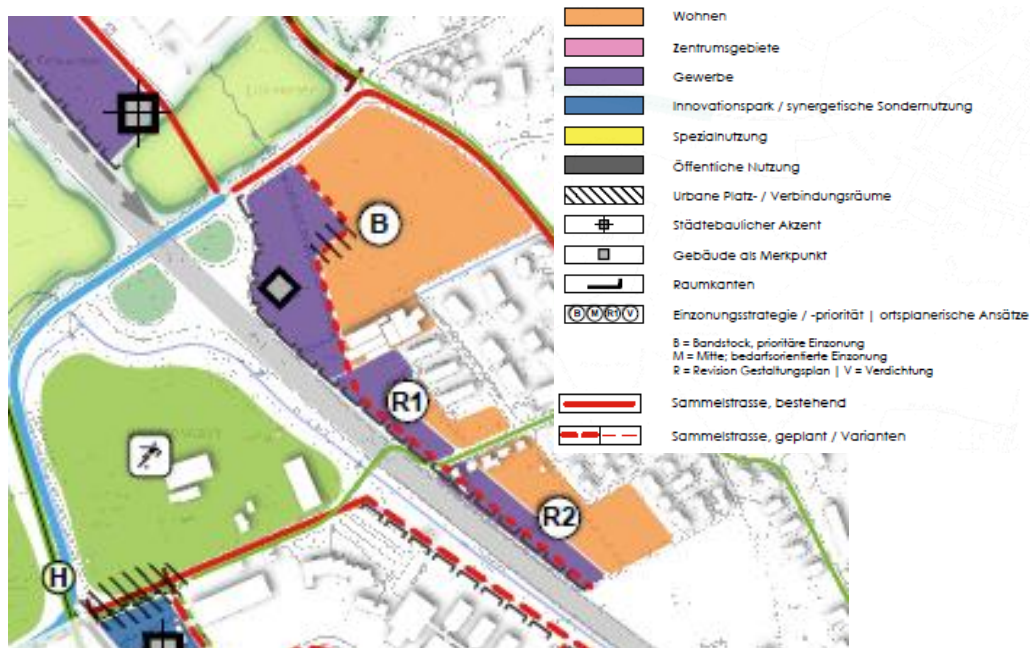 B
R1
R2
H
Wohnen
Zentrumsgebiete
Gewerbe
Innovationspark / synergetische Sondernutzung
Spezialnutzung
Öffentliche Nutzung
Urbane Platz- / Verbindungsräume
Städtebaulicher Akzent
Gebäude als Merkpunkt
Raumkanten
B M R1 V Einzonungsstrategie / -priorität | ortsplanerische Ansätze
B = Bandstock, prioritäre Einzonung
M = Mitte; bedarfsorientierte Einzonung
R = Revision Gestaltungsplan | V = Verdichtung
Sammelstrasse, bestehend
Sammelstrasse, geplant / Varianten